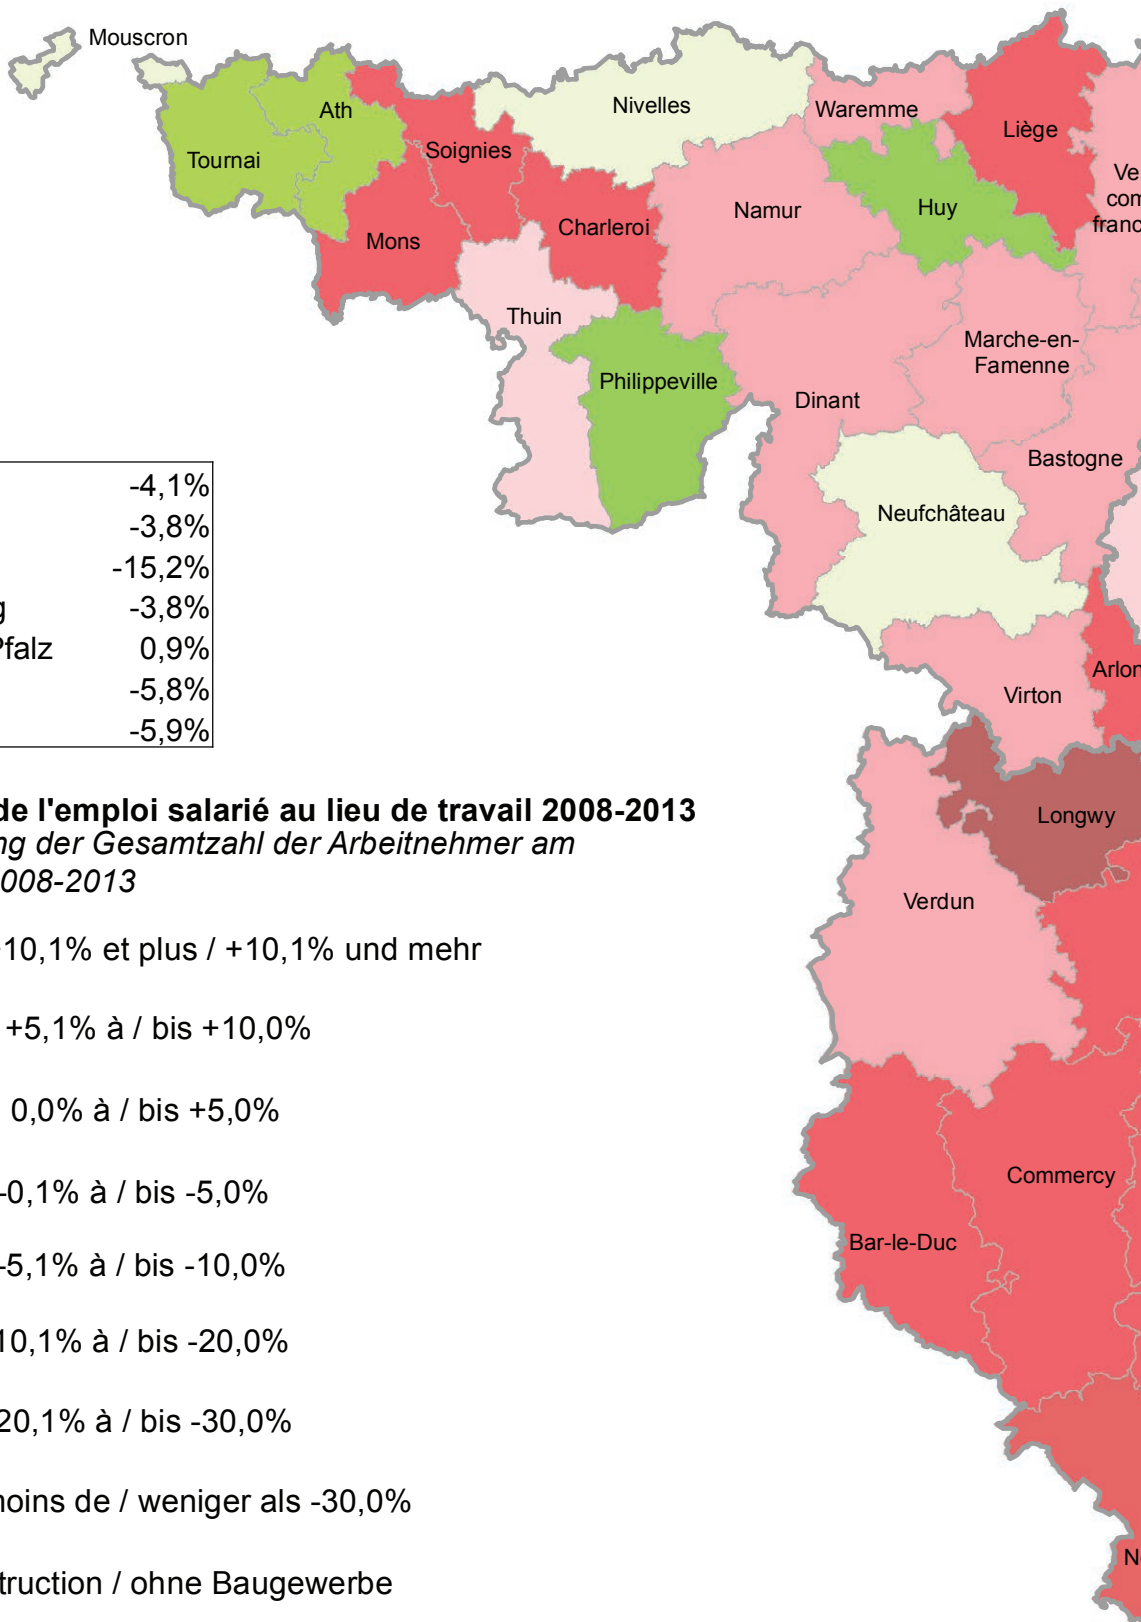 Mouscron
Ath
Nivelles
Waremme
Liège
Tournai
Soignies
Namur
Huy
Mons
Charleroi
Thuin
Marche-en-
Famenne
Philippeville
Dinant
Bastogne
Neufchâteau
-4,1%
-3,8%
-15,2%
-3,8%
0,9%
-5,8%
-5,9%
Virton
Longwy
Verdun
Commercy
Bar-le-Duc
de l'emploi salarié au lieu de travail 2008-2013
der Gesamtzahl der Arbeitnehmer am
2008-2013
10,1% et plus / +10,1% und mehr
+5,1% à / bis +10,0%
0,0% à / bis +5,0%
-0,1% à / bis -5,0%
-5,1% à / bis -10,0%
10,1% à / bis -20,0%
20,1% à / bis -30,0%
moins de / weniger als -30,0%
/ ohne Baugewerbe